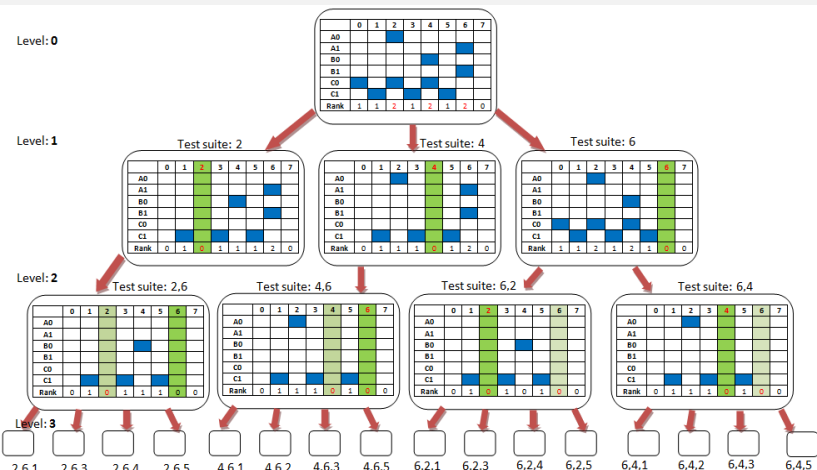 Level: 0
0 1 2 3 4 5 6 7
A0
A1
B0
B1
C0
C1
Rank 1 1 2 1 2 1 2 0
Level: 1
Test suite: 2
0 1 2 3 4 5 6 7
A0
A1
B0
B1
C0
C1
Rank 0 1 0 1 1 1 2 0
Test suite: 4
0 1 2 3 4 5 6 7
A0
A1
B0
B1
C0
C1
Rank 0 1 1 1 0 1 2 0
Test suite: 6
0 1 2 3 4 5 6 7
A0
A1
B0
B1
C0
C1
Rank 1 1 2 1 2 1 0 0
Level: 2
Test suite: 2,6
0 1 2 3 4 5 6 7
A0
A1
B0
B1
C0
C1
Rank 0 1 0 1 1 1 0 0
Test suite: 4,6
0 1 2 3 4 5 6 7
A0
A1
B0
B1
C0
C1
Rank 0 1 1 1 0 1 0 0
Test suite: 6,2
0 1 2 3 4 5 6 7
A0
A1
B0
B1
C0
C1
Rank 0 1 0 1 1 1 0 0
Test suite: 6,4
0 1 2 3 4 5 6 7
A0
A1
B0
B1
C0
C1
Rank 0 1 1 1 0 1 0 0
Level: 3
2,6,1 2,6,3 2,6,4 2,6,5 4,6,1 4,6,2 4,6,3 4,6,5 6,2,1 6,2,3 6,2,4 6,2,5 6,4,1 6,4,2 6,4,3 6,4,5